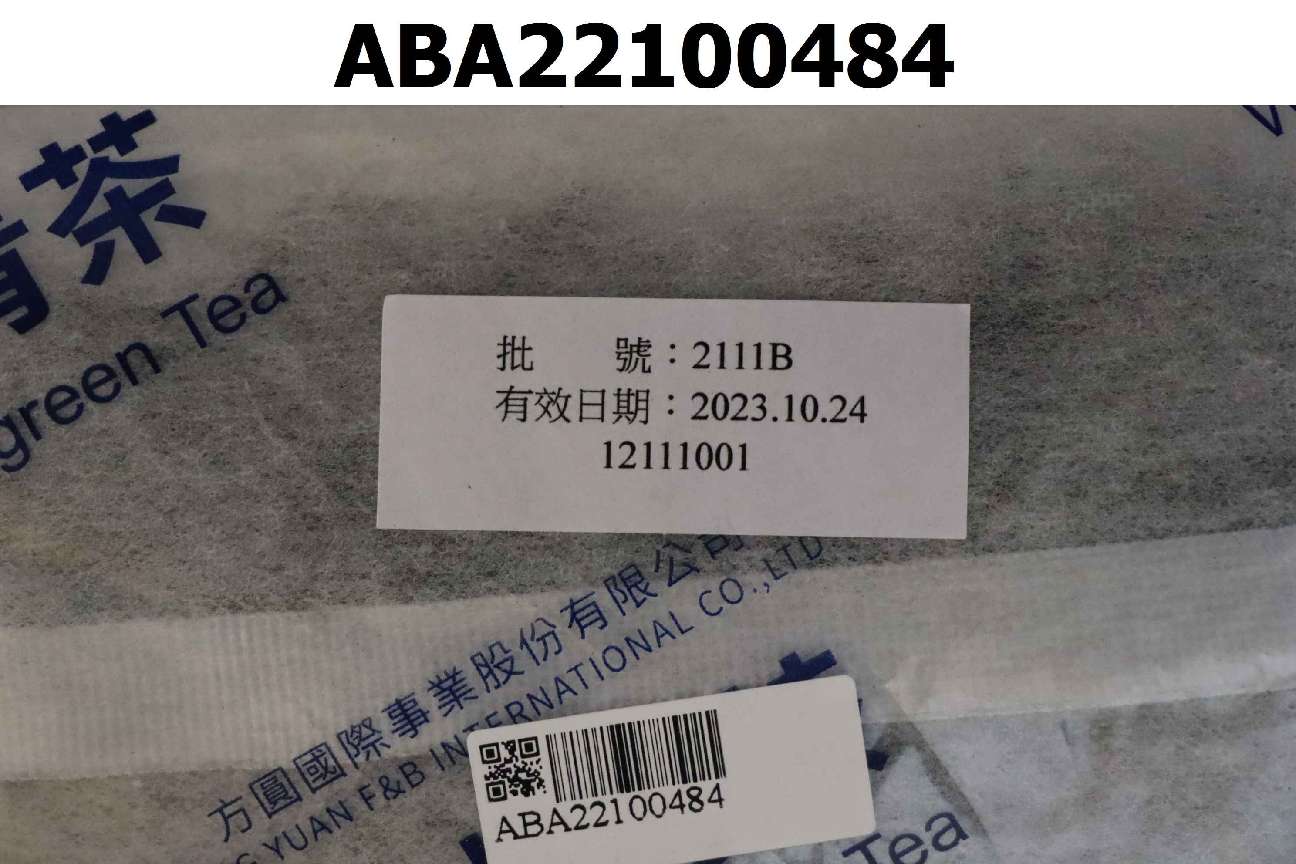 ABA22100484
青茶
green Tea
批 號：2111B
有效日期：2023.10.24
12111001
方圓國際事業股份有限公司
YUAN F&B INTERNATIONAL CO.,LTD
ABA22100484
Tea